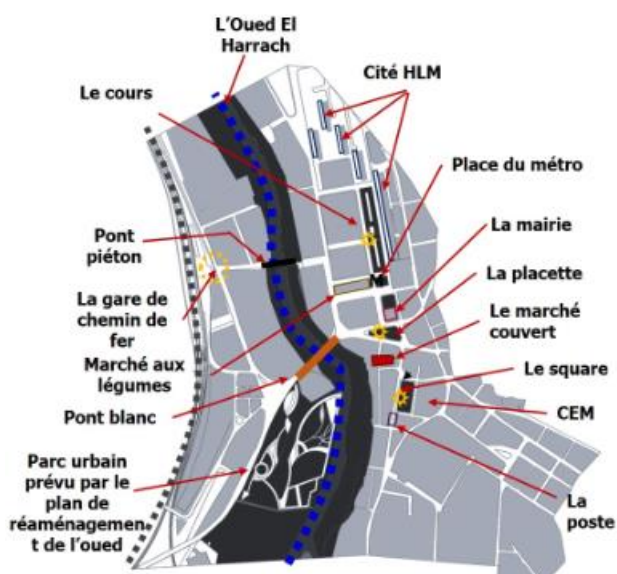 L'Oued El
Harrach
Cité HLM
Le cours
Place du métro
La mairie
Pont
piéton
La placette
La gare de
chemin de
fer
Le marché
couvert
Marché aux
légumes
Le square
Pont blanc
CEM
Parc urbain
prévu par le
plan de
réaménagemen
t de l'oued
La
poste
M